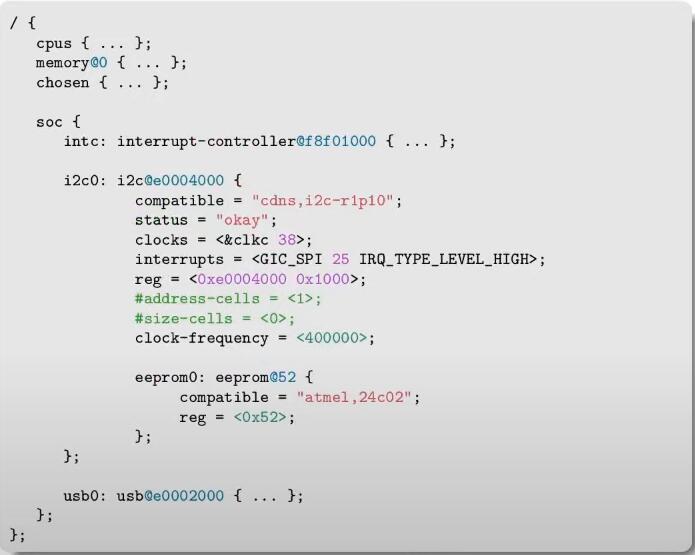 / {
cpus { ... };
memory@0 { ... };
chosen { ... };
soc {
intc: interrupt-controller@f8f01000 { ... };
i2c0: i2c@e0004000 {
compatible = "cdns,i2c-r1p10";
status = "okay";
clocks = <&clkc 38>;
interrupts = <GIC_SPI 25 IRQ_TYPE_LEVEL_HIGH>;
reg = <0xe0004000 0x1000>;
#address-cells = <1>;
#size-cells = <0>;
clock-frequency = <400000>;
eeprom0: eeprom@52 {
compatible = "atmel,24c02";
reg = <0x52>;
};
};
usb0: usb@e0002000 { ... };
};
};